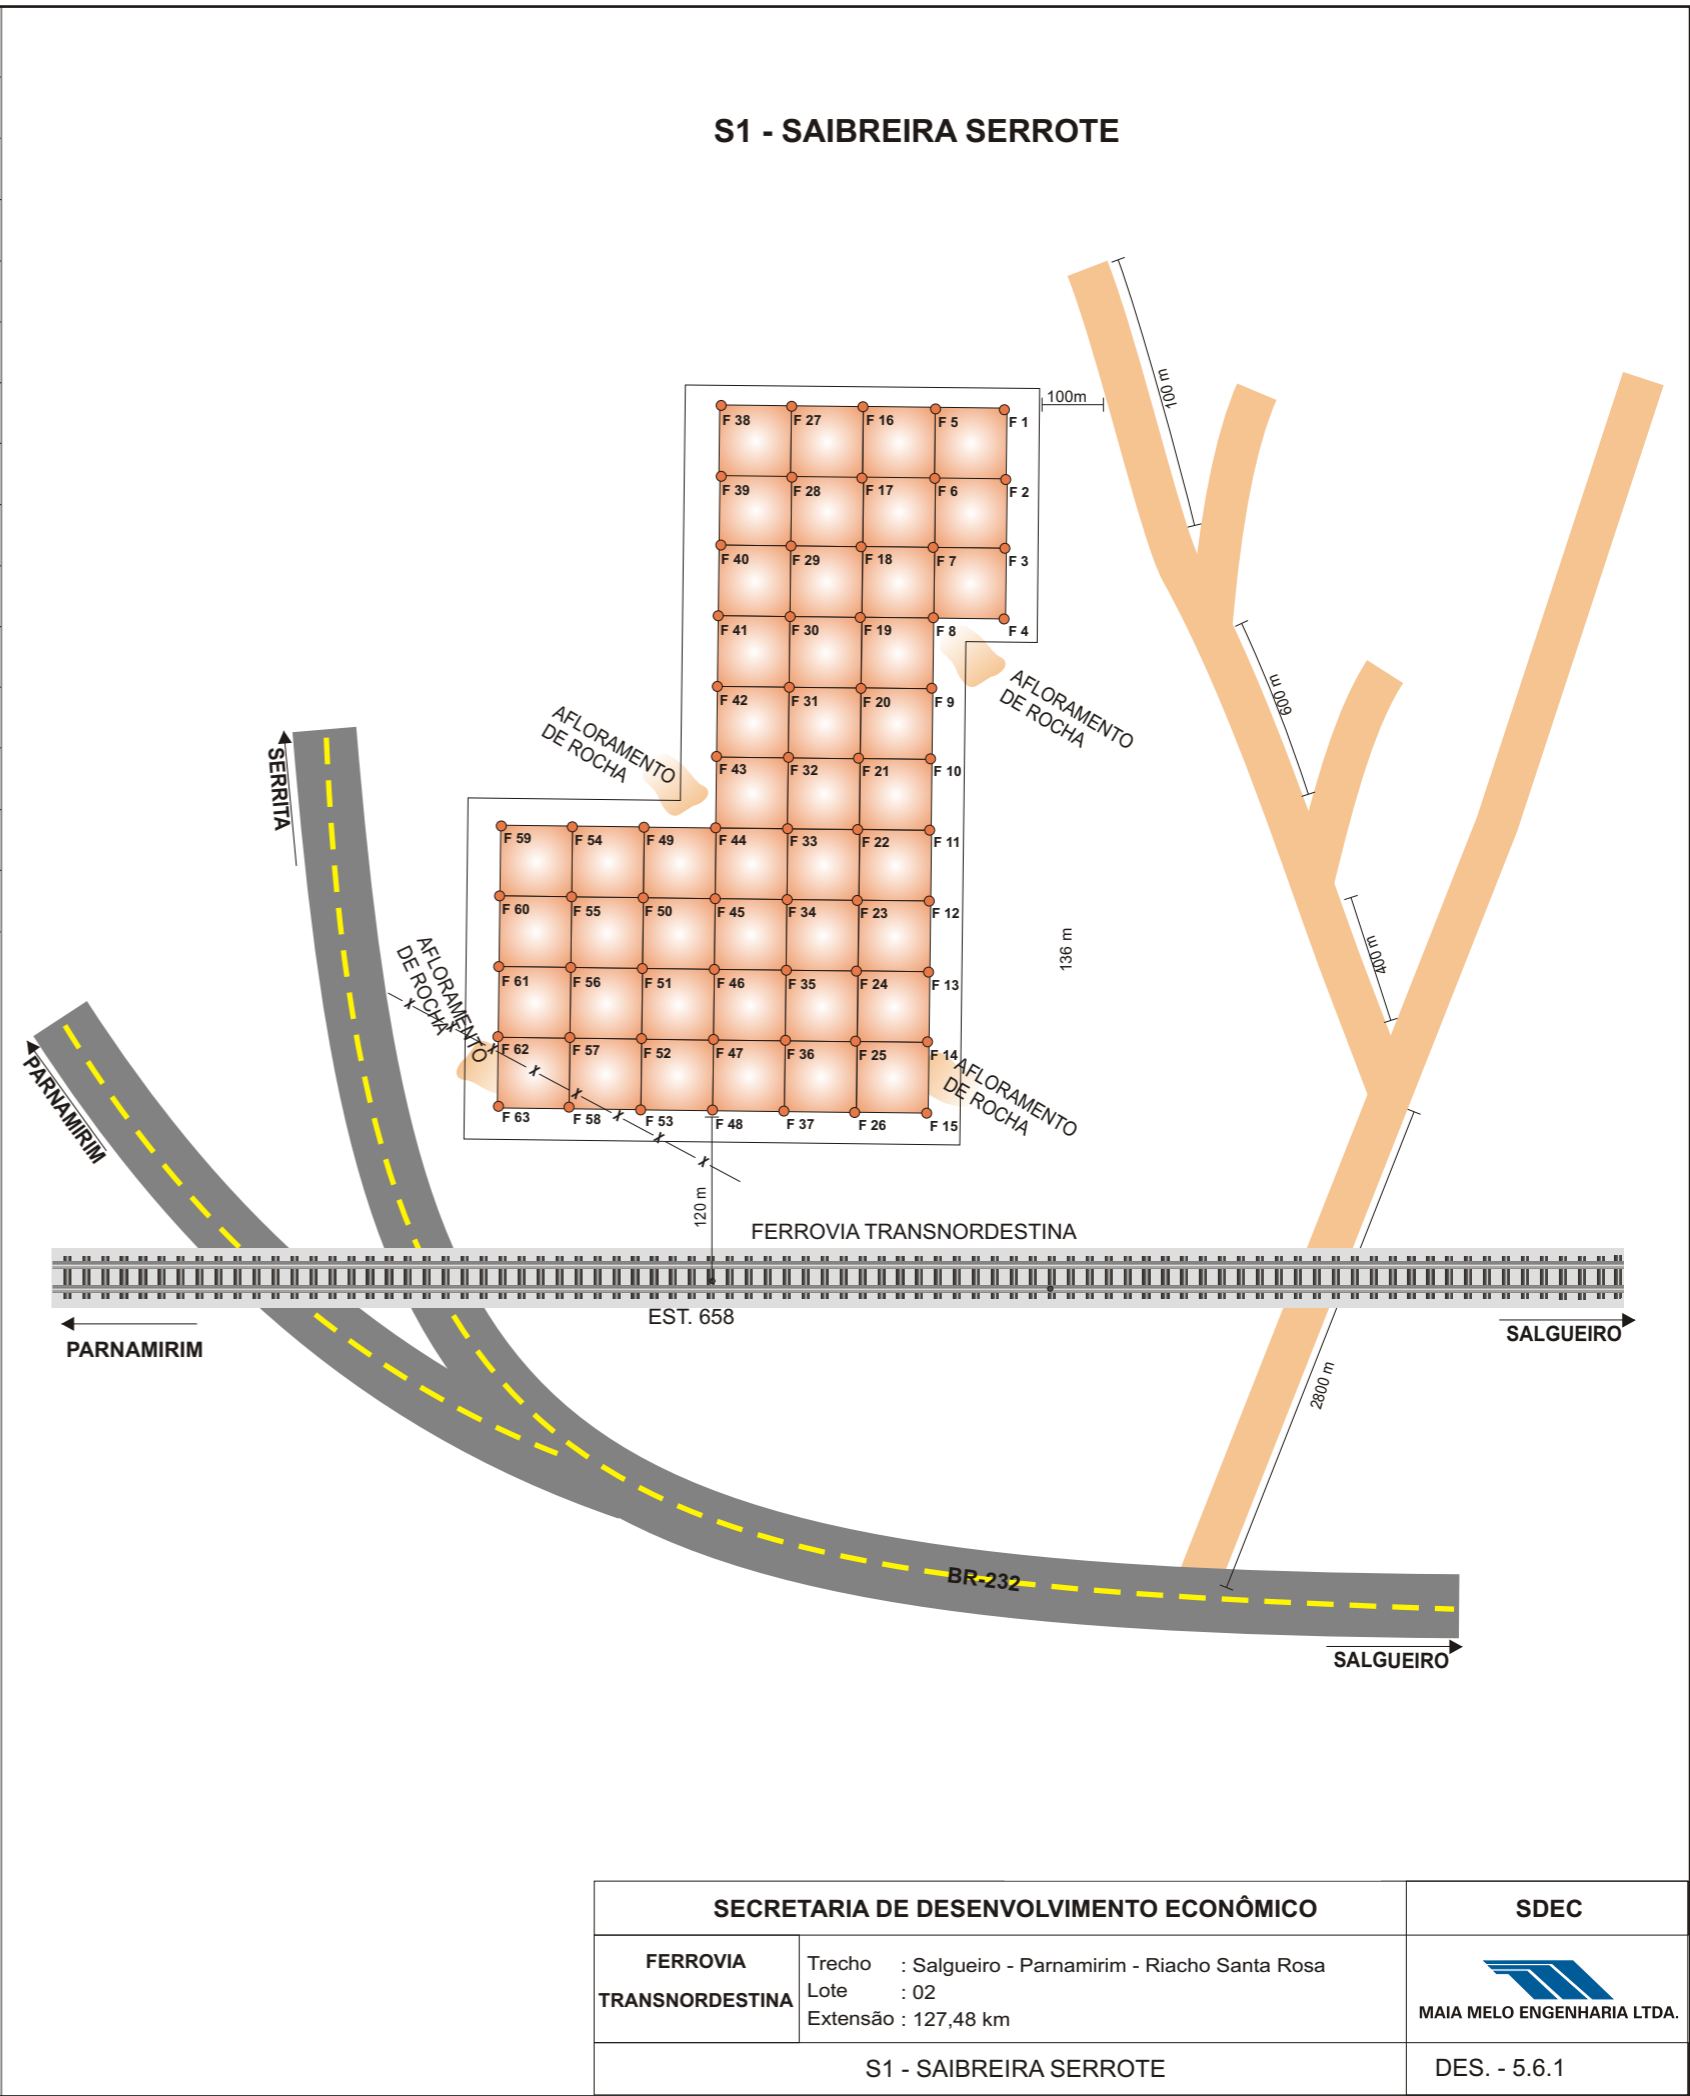 S1 - SAIBREIRA SERROTE
100 m
100m
F 38 F 27 F 16 F 5 F 1
F 39 F 28 F 17 F 6 F 2
F 40 F 29 F 18 F 7 F 3
F 41 F 30 F 19 F 8 F 4
AFLORAMENTO
DE ROCHA
600 m
F 42 F 31 F 20 F 9
AFLORAMENTO
DE ROCHA
SERRITA
F 43 F 32 F 21 F 10
F 59 F 54 F 49 F 44 F 33 F 22 F 11
F 60 F 55 F 50 F 45 F 34 F 23 F 12
136 m
400 m
AFLORAMENTO
DE ROCHA
F 61 F 56 F 51 F 46 F 35 F 24 F 13
F 62 F 57 F 52 F 47 F 36 F 25 F 14
AFLORAMENTO
DE ROCHA
PARNAMIRIM
F 63 F 58 F 53 F 48 F 37 F 26 F 15
X X X X X X X X
120 m
FERROVIA TRANSNORDESTINA
EST. 658
PARNAMIRIM
SALGUEIRO
2800 m
BR-232
SALGUEIRO
SECRETARIA DE DESENVOLVIMENTO ECONÔMICO
SDEC
FERROVIA
TRANSNORDESTINA
Trecho : Salgueiro - Parnamirim - Riacho Santa Rosa
Lote : 02
Extensão : 127,48 km
MAIA MELO ENGENHARIA LTDA.
S1 - SAIBREIRA SERROTE
DES. - 5.6.1